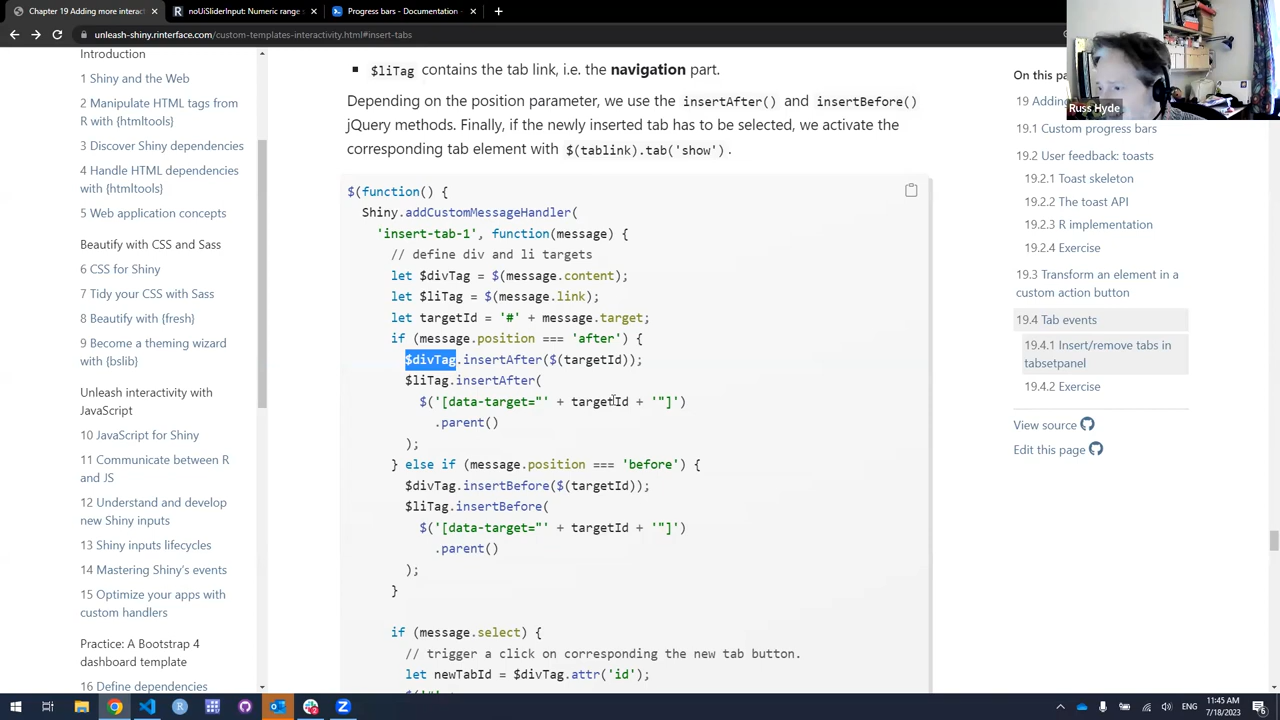 Chapter 19 Adding more interact
noUiSliderInput: Numeric range s
Progress bars - Documentation -
unleash-shiny.rinterface.com/custom-templates-interactivity.html#insert-tabs
Russ Hyde
Introduction
1 Shiny and the Web
2 Manipulate HTML tags from
R with {htmltools}
3 Discover Shiny dependencies
4 Handle HTML dependencies
with {htmltools}
5 Web application concepts
Beautify with CSS and Sass
6 CSS for Shiny
7 Tidy your CSS with Sass
8 Beautify with {fresh}
9 Become a theming wizard
with {bslib}
Unleash interactivity with
JavaScript
10 JavaScript for Shiny
11 Communicate between R
and JS
12 Understand and develop
new Shiny inputs
13 Shiny inputs lifecycles
14 Mastering Shiny's events
15 Optimize your apps with
custom handlers
Practice: A Bootstrap 4
dashboard template
16 Define dependencies
▪ $liTag contains the tab link, i.e. the navigation part.
Depending on the position parameter, we use the insertAfter() and insertBefore()
jQuery methods. Finally, if the newly inserted tab has to be selected, we activate the
corresponding tab element with $(tablink).tab('show').
$(function() {
Shiny.addCustomMessageHandler(
'insert-tab-1', function(message) {
// define div and li targets
let $divTag = $(message.content);
let $liTag = $(message.link);
let targetId = '#' + message.target;
if (message.position === 'after') {
$divTag.insertAfter($(targetId));
$liTag.insertAfter(
$('[data-target="' + targetId + '"]')
.parent()
);
} else if (message.position === 'before') {
$divTag.insertBefore($(targetId));
$liTag.insertBefore(
$('[data-target="' + targetId + '"]')
.parent()
);
}
if (message.select) {
// trigger a click on corresponding the new tab button.
let newTabId = $divTag.attr('id');
On this pa
19 Adding
19.1 Custom progress bars
19.2 User feedback: toasts
19.2.1 Toast skeleton
19.2.2 The toast API
19.2.3 R implementation
19.2.4 Exercise
19.3 Transform an element in a
custom action button
19.4 Tab events
19.4.1 Insert/remove tabs in
tabsetpanel
19.4.2 Exercise
View source
Edit this page
11:45 AM
7/18/2023